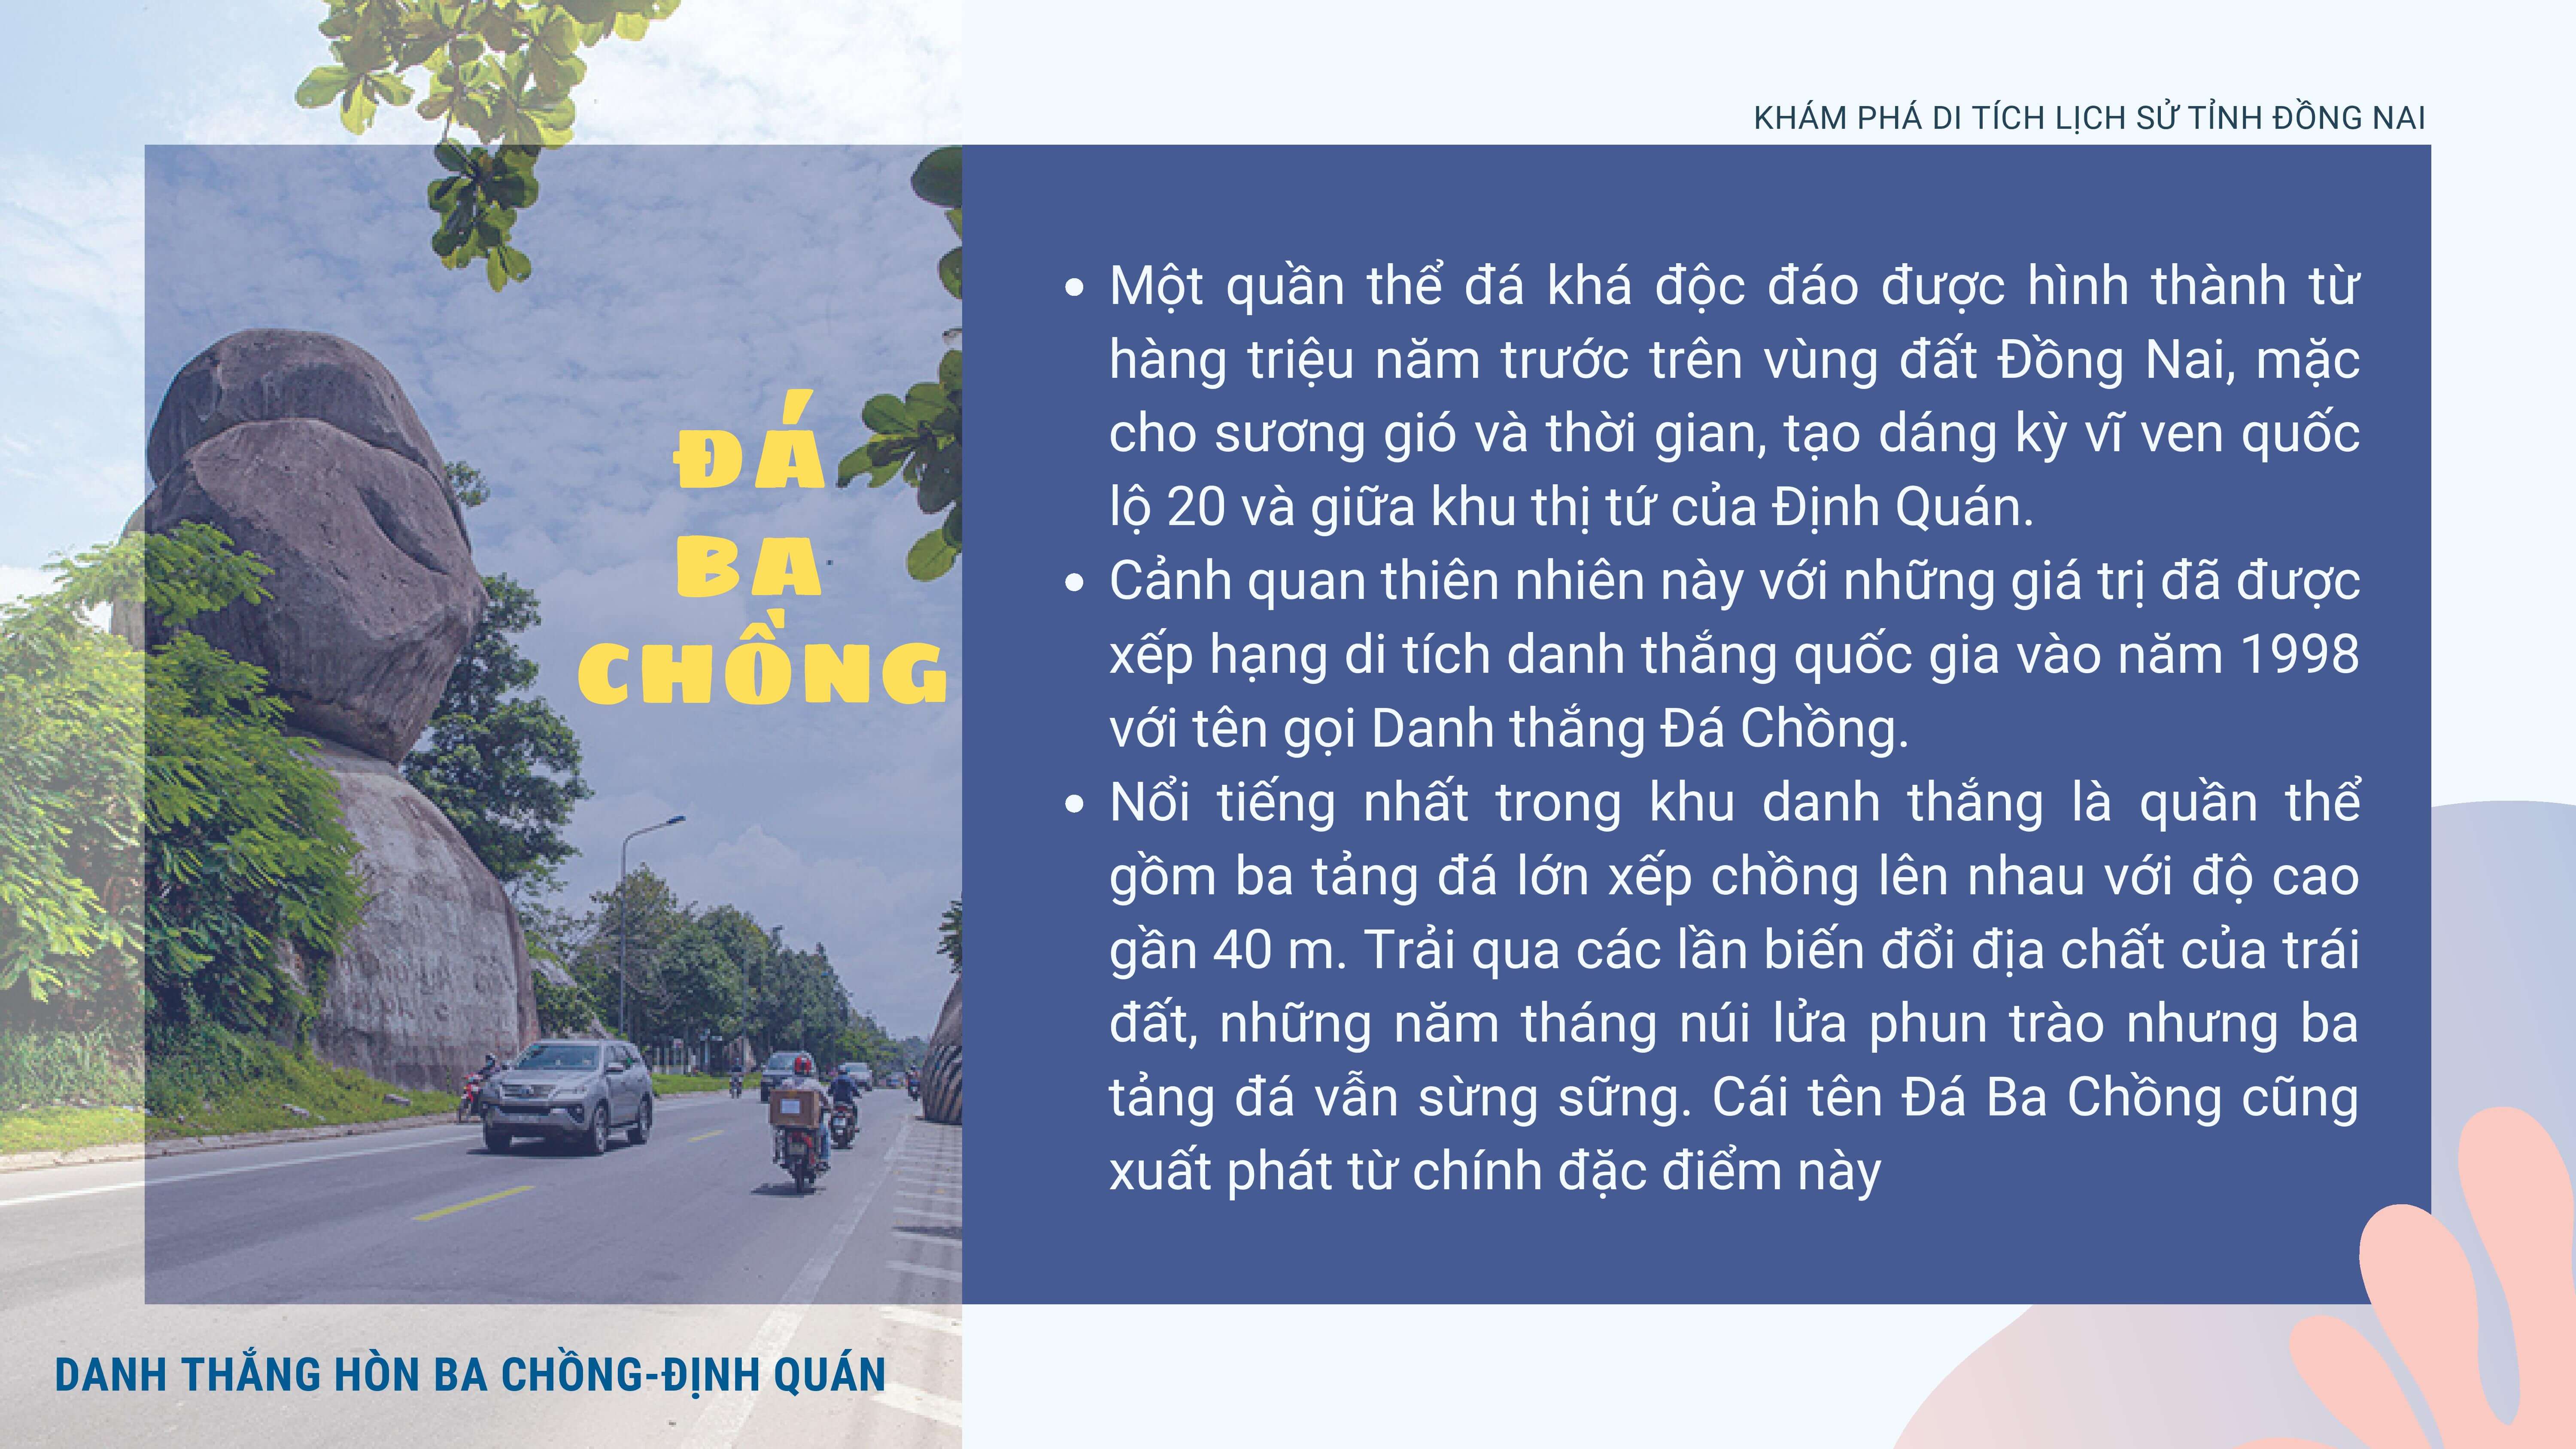 KHÁM PHÁ DI TÍCH LỊCH SỬ TỈNH ĐỒNG NAI
ĐÁ
BA
CHỒNG
• Một quần thể đá khá độc đáo được hình thành từ
hàng triệu năm trước trên vùng đất Đồng Nai, mặc
cho sương gió và thời gian, tạo dáng kỳ vĩ ven quốc
lộ 20 và giữa khu thị tứ của Định Quán.
• Cảnh quan thiên nhiên này với những giá trị đã được
xếp hạng di tích danh thắng quốc gia vào năm 1998
với tên gọi Danh thắng Đá Chồng.
• Nổi tiếng nhất trong khu danh thắng là quần thể
gồm ba tảng đá lớn xếp chồng lên nhau với độ cao
gần 40 m. Trải qua các lần biến đổi địa chất của trái
đất, những năm tháng núi lửa phun trào nhưng ba
tảng đá vẫn sừng sững. Cái tên Đá Ba Chồng cũng
xuất phát từ chính đặc điểm này
DANH THẮNG HÒN BA CHỒNG-ĐỊNH QUÁN